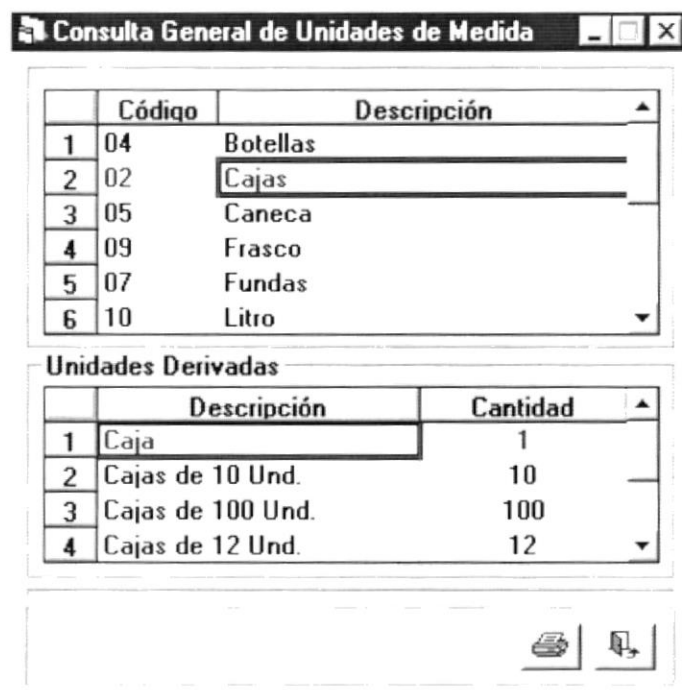 Consulta General de Unidades de Medida
Código Descripción
1 04 Botellas
2 02 Cajas
3 05 Caneca
4 09 Frasco
5 07 Fundas
6 10 Litro
Unidades Derivadas
Descripción Cantidad
1 Caja 1
2 Cajas de 10 Und. 10
3 Cajas de 100 Und. 100
4 Cajas de 12 Und. 12